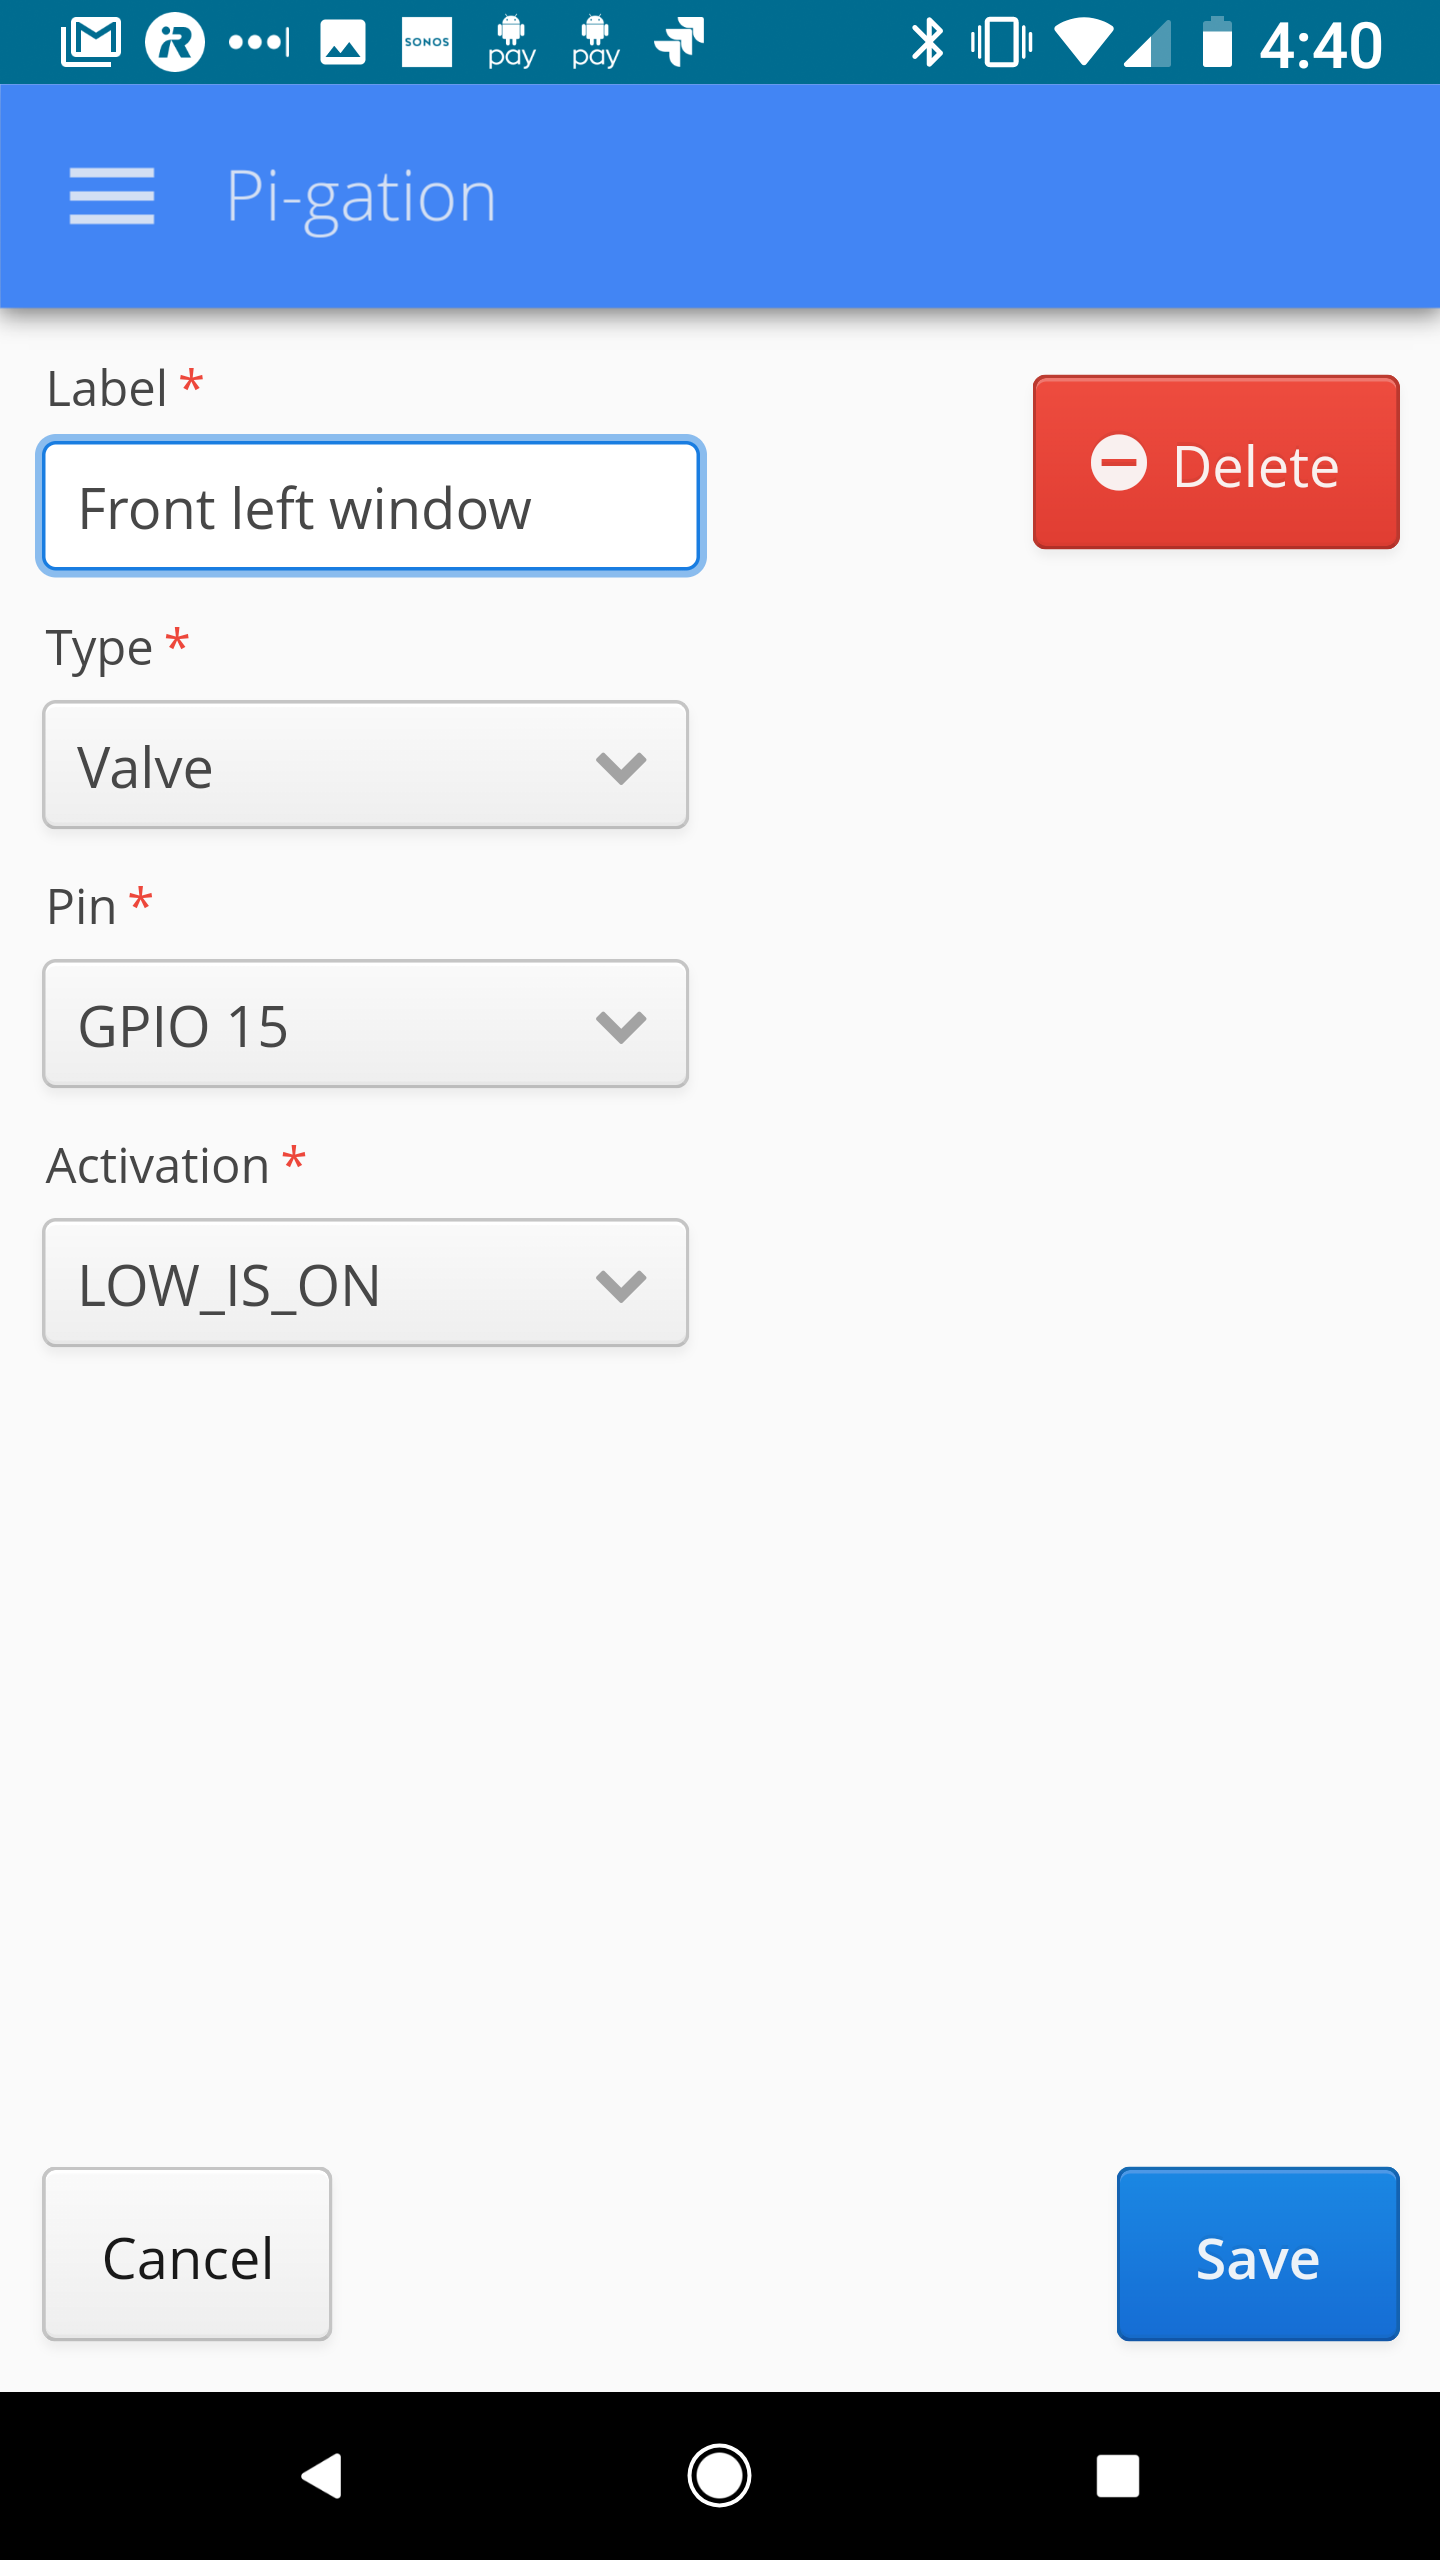 SONOS pay pay 4:40
Pi-gation
Label *
Delete
Front left window
Type *
Valve
Pin *
GPIO 15
Activation *
LOW_IS_ON
Cancel
Save